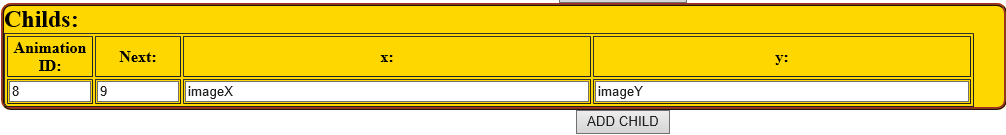 Childs:
Animation ID:
Next:
x:
y:
8
9
imageX
imageY
ADD CHILD